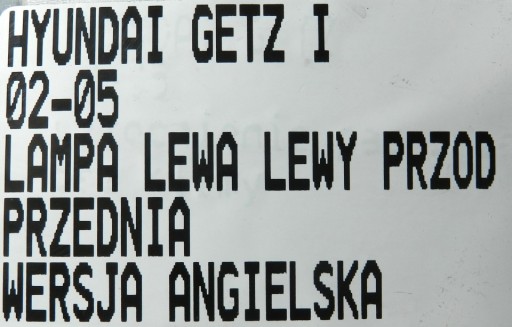 HYUNDAI GETZ I
02-05
LAMPA LEWA LEWY PRZOD
PRZEDNIA
WERSJA ANGIELSKA